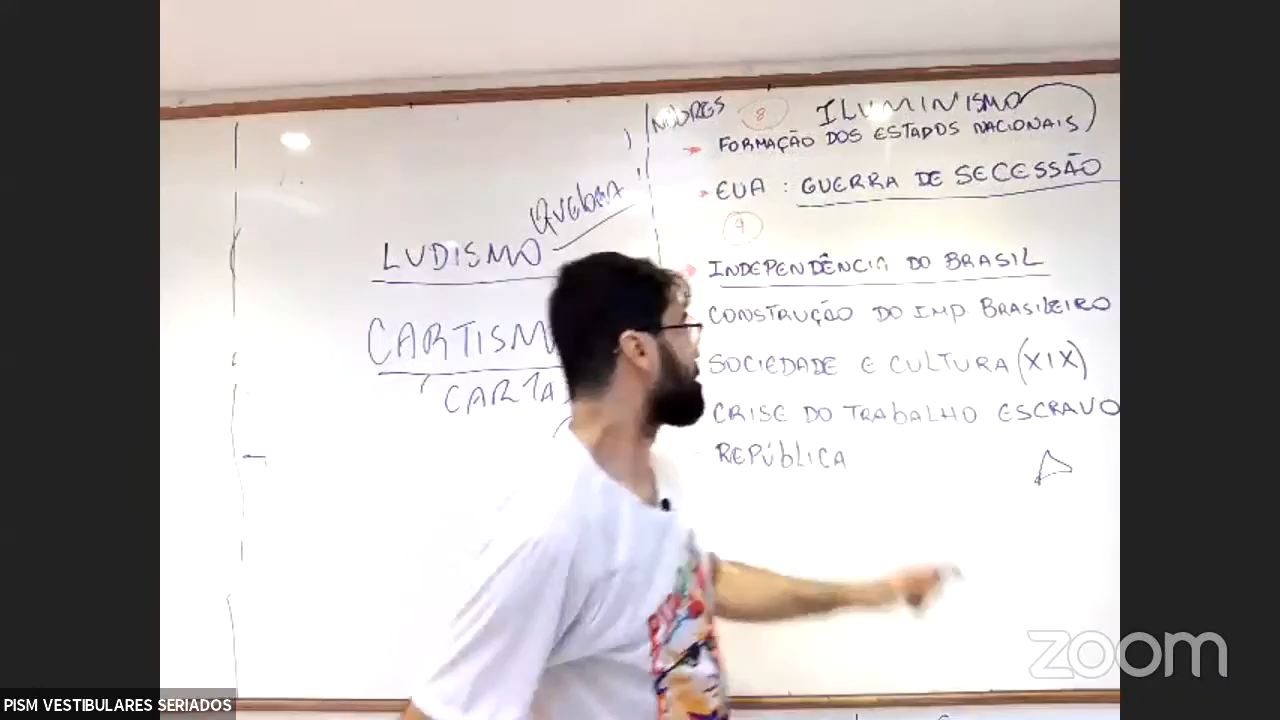 LUDISMO
QUEBRA
CARTISM
CARTA
NOBRES
8
ILUMINISMO
FORMAÇÃO DOS ESTADOS NACIONAIS
EUA : GUERRA DE SECESSÃO
9
INDEPENDÊNCIA DO BRASIL
CONSTRUÇÃO DO IMP. BRASILEIRO
SOCIEDADE E CULTURA (XIX)
CRISE DO TRABALHO ESCRAVO
REPÚBLICA
zoom
PISM VESTIBULARES SERIADOS